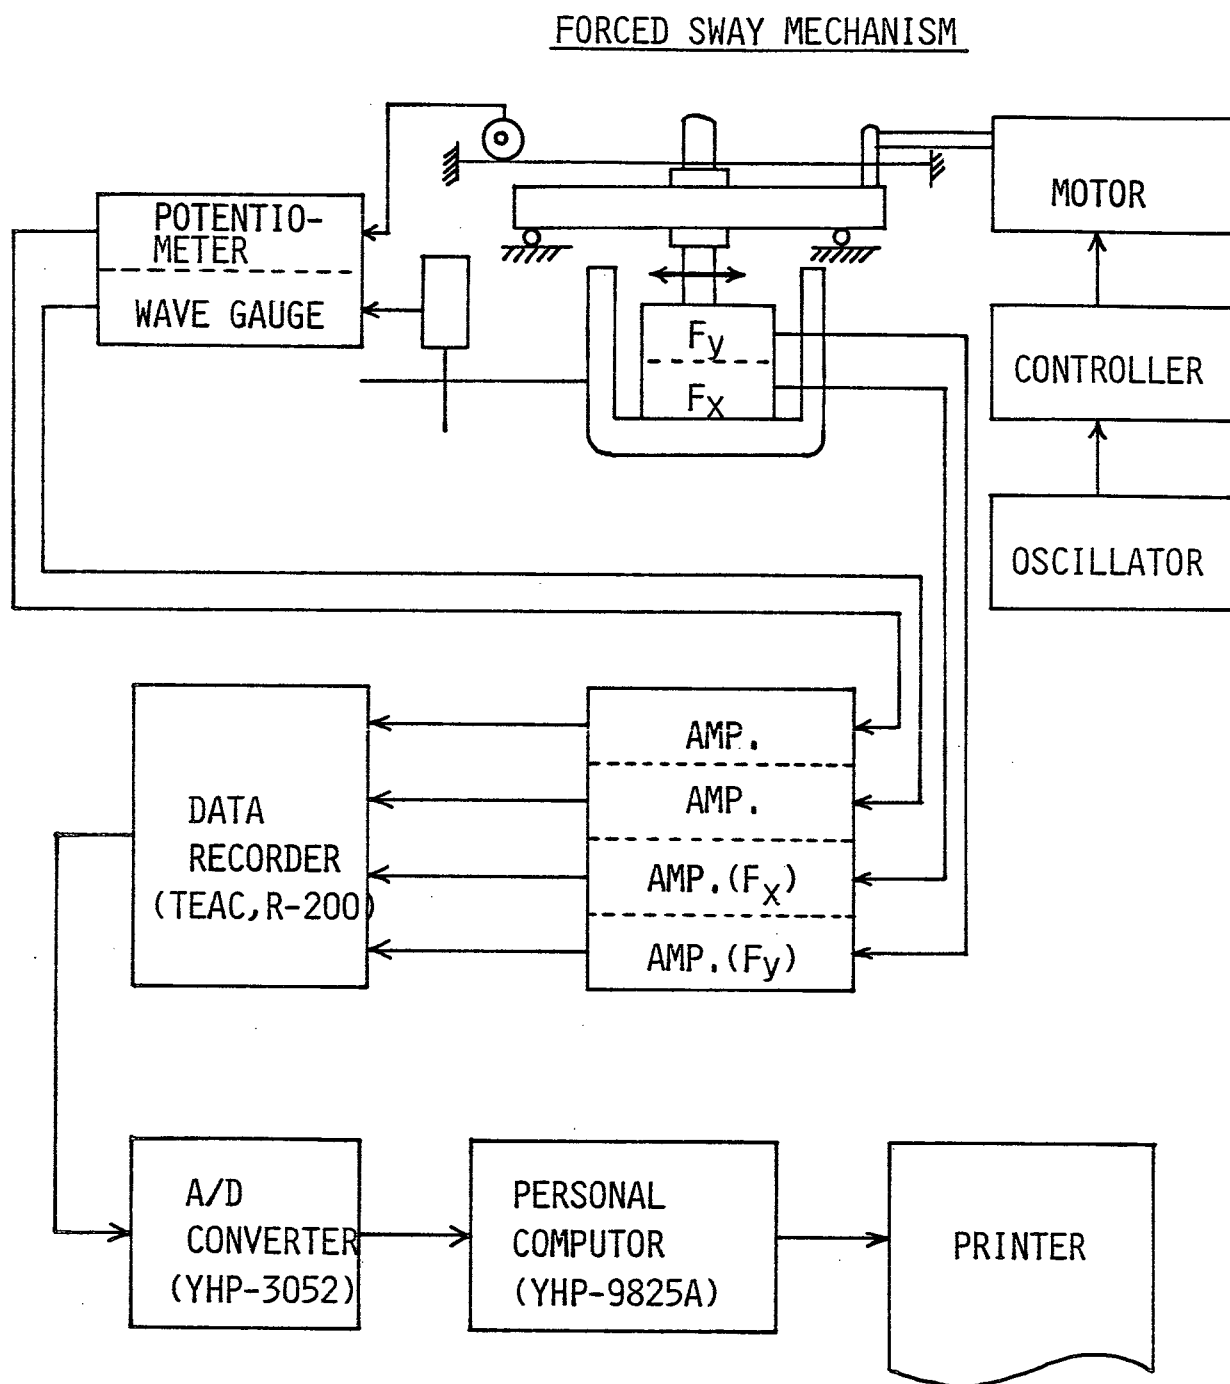 FORCED SWAY MECHANISM
POTENTIO-
METER
WAVE GAUGE
MOTOR
Fy
Fx
CONTROLLER
OSCILLATOR
AMP.
AMP.
AMP.(Fx)
AMP.(Fy)
DATA
RECORDER
(TEAC,R-200)
A/D
CONVERTER
(YHP-3052)
PERSONAL
COMPUTOR
(YHP-9825A)
PRINTER